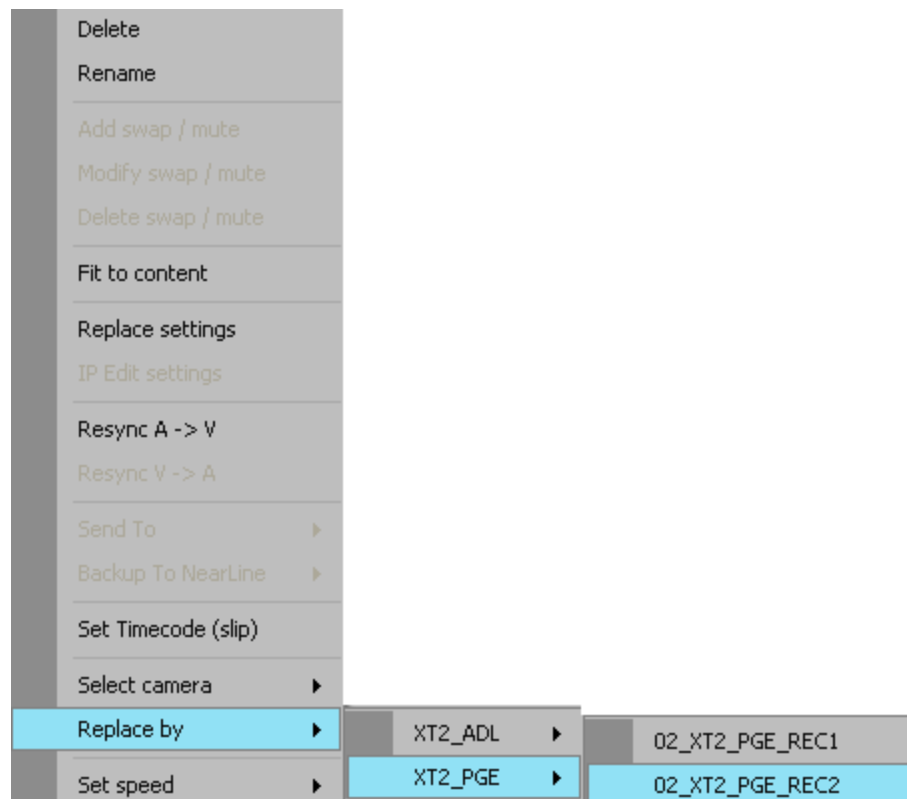 Delete
Rename
Add swap / mute
Modify swap / mute
Delete swap / mute
Fit to content
Replace settings
IP Edit settings
Resync A -> V
Resync V -> A
Send To
Backup To NearLine
Set Timecode (slip)
Select camera
Replace by
XT2_ADL
02_XT2_PGE_REC1
Set speed
XT2_PGE
02_XT2_PGE_REC2